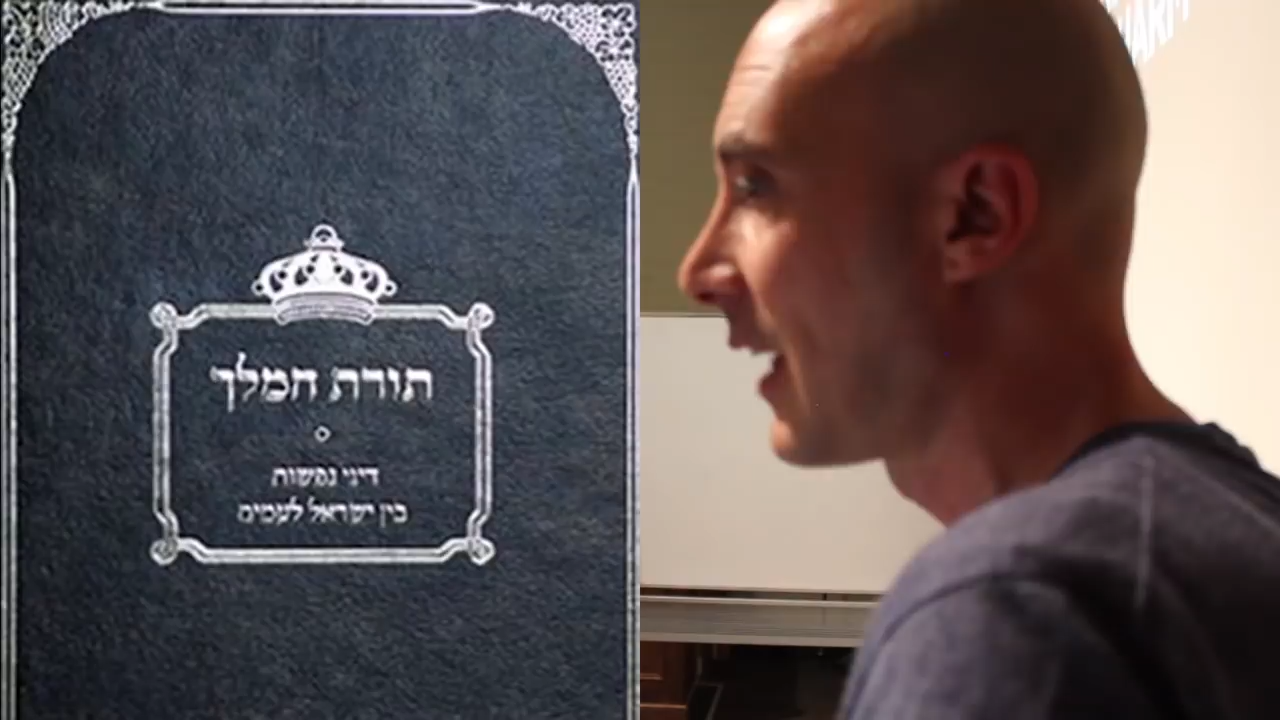 תורת המלך
דיני נפשות
בין ישראל לעמים